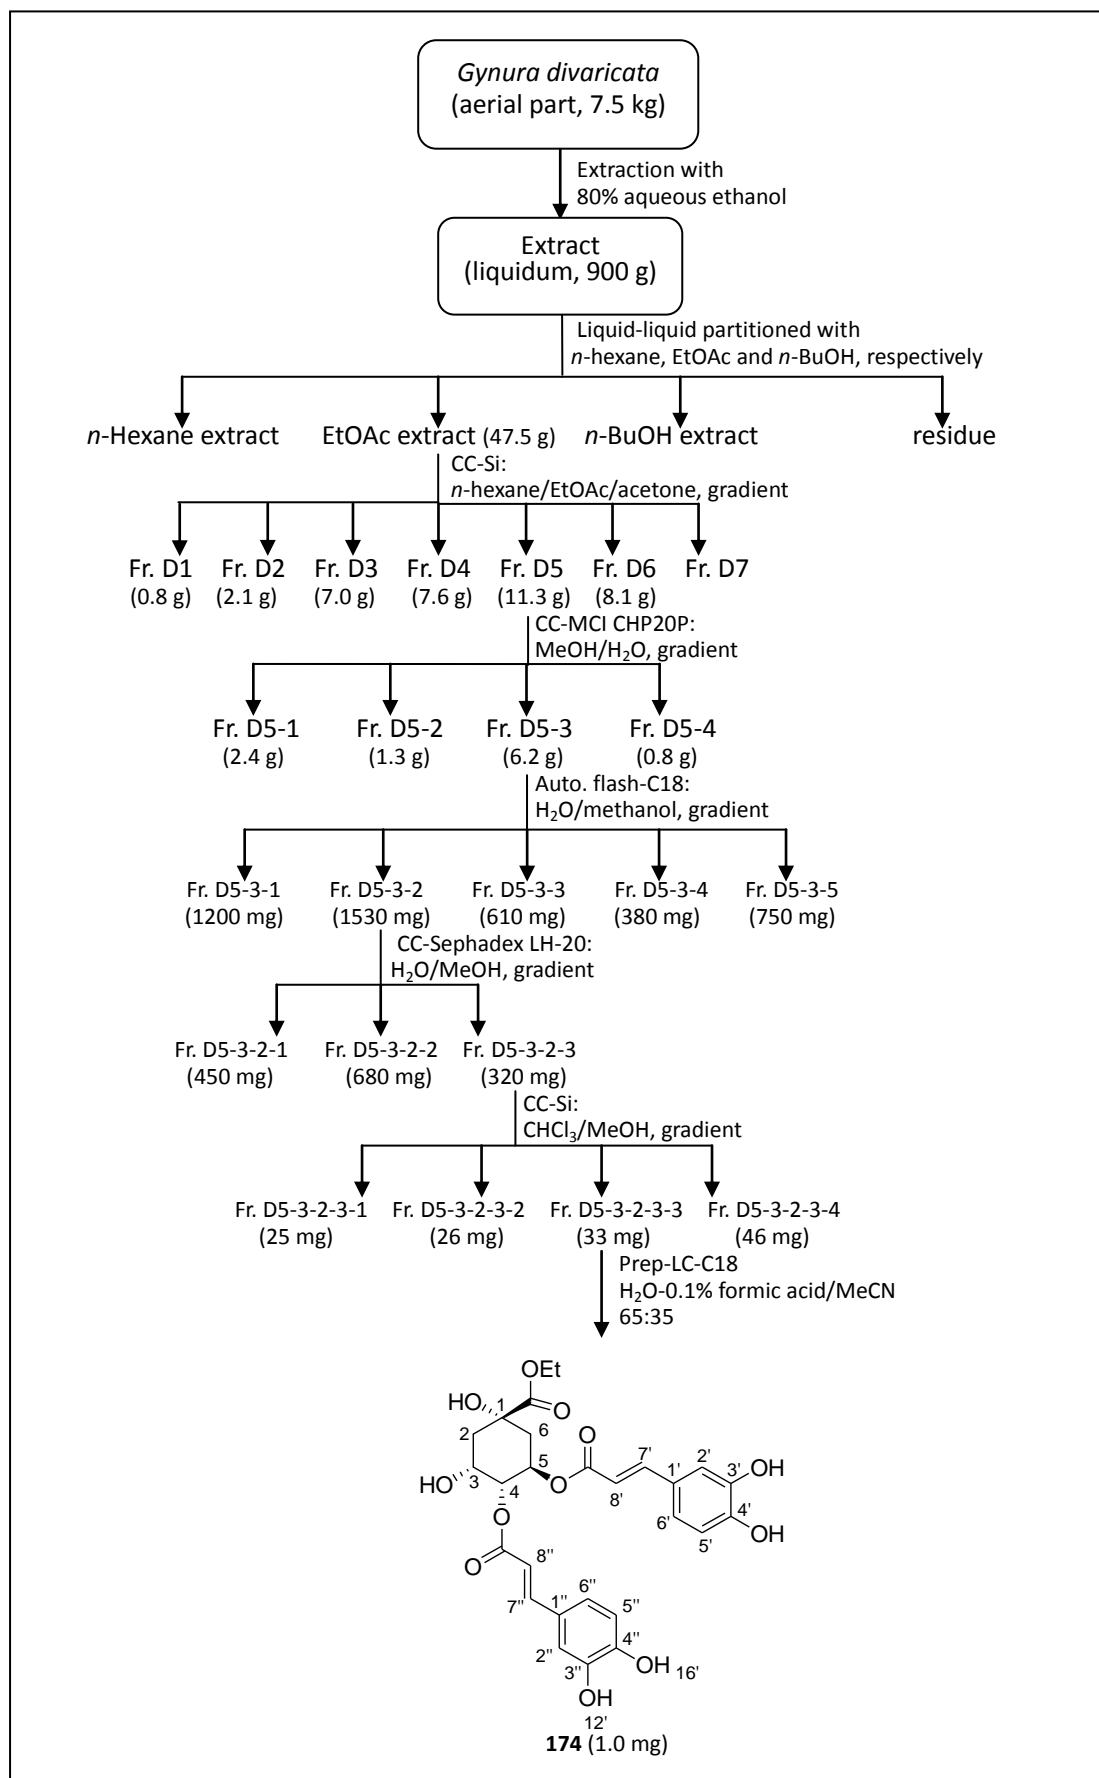 Gynura divaricata
(aerial part, 7.5 kg)
Extraction with
80% aqueous ethanol
Extract
(liquidum, 900 g)
Liquid-liquid partitioned with
n-hexane, EtOAc and n-BuOH, respectively
n-Hexane extract EtOAc extract (47.5 g) n-BuOH extract residue
CC-Si:
n-hexane/EtOAc/acetone, gradient
Fr. D1 Fr. D2 Fr. D3 Fr. D4 Fr. D5 Fr. D6 Fr. D7
(0.8 g) (2.1 g) (7.0 g) (7.6 g) (11.3 g) (8.1 g)
CC-MCI CHP20P:
MeOH/H₂O, gradient
Fr. D5-1 Fr. D5-2 Fr. D5-3 Fr. D5-4
(2.4 g) (1.3 g) (6.2 g) (0.8 g)
Auto. flash-C18:
H₂O/methanol, gradient
Fr. D5-3-1 Fr. D5-3-2 Fr. D5-3-3 Fr. D5-3-4 Fr. D5-3-5
(1200 mg) (1530 mg) (610 mg) (380 mg) (750 mg)
CC-Sephadex LH-20:
H₂O/MeOH, gradient
Fr. D5-3-2-1 Fr. D5-3-2-2 Fr. D5-3-2-3
(450 mg) (680 mg) (320 mg)
CC-Si:
CHCl₃/MeOH, gradient
Fr. D5-3-2-3-1 Fr. D5-3-2-3-2 Fr. D5-3-2-3-3 Fr. D5-3-2-3-4
(25 mg) (26 mg) (33 mg) (46 mg)
Prep-LC-C18
H₂O-0.1% formic acid/MeCN
65:35
OEt
HO 1 O
2 6 O 7' 2' OH
5 1' 3'
HO 3 4 O 8' 4'
O 6' 5' OH
O 8''
7'' 1'' 6'' 5''
2'' 4''
3'' OH 16'
OH
12'
174 (1.0 mg)